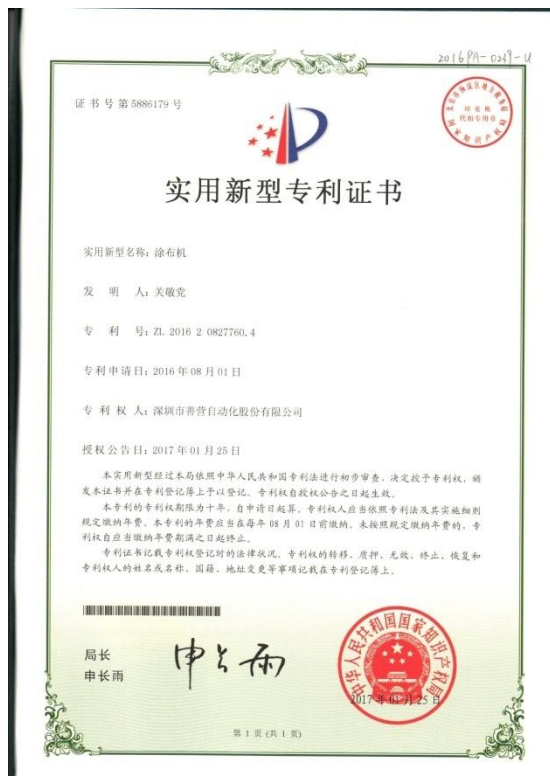 2016PA-0239-U
证书号第5886179号
印花税
代扣专用章
国家知识产权局
实用新型专利证书
实用新型名称：涂布机
发 明 人：关敬党
专 利 号：ZL 2016 2 0827760.4
专利申请日：2016年08月01日
专 利 权 人：深圳市善营自动化股份有限公司
授权公告日：2017年01月25日
本实用新型经过本局依照中华人民共和国专利法进行初步审查，决定授予专利权，颁
发本证书并在专利登记簿上予以登记。专利权自授权公告之日起生效。
本专利的专利权期限为十年，自申请日起算。专利权人应当依照专利法及其实施细则
规定缴纳年费。本专利的年费应当在每年08月01日前缴纳。未按照规定缴纳年费的，专
利权自应当缴纳年费期满之日起终止。
专利证书记载专利权登记时的法律状况。专利权的转移、质押、无效、终止、恢复和
专利权人的姓名或名称、国籍、地址变更等事项记载在专利登记簿上。
局长
申长雨
申长雨
中华人民共和国国家知识产权局
2017年01月25日
第 1 页 (共 1 页)